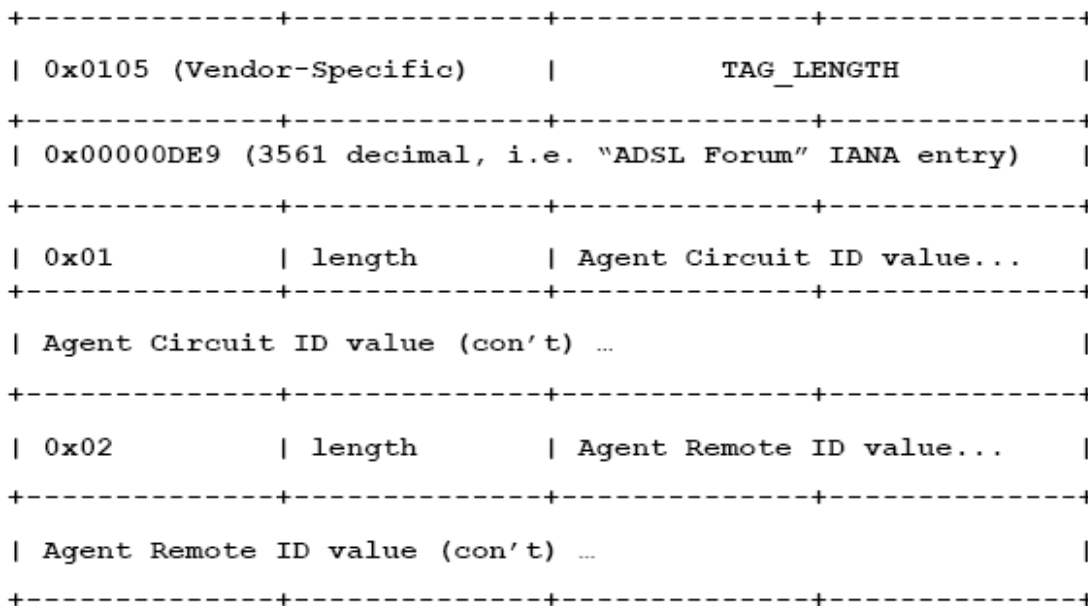 +--------------+--------------+--------------+--------------+
| 0x0105 (Vendor-Specific)    |         TAG_LENGTH          |
+--------------+--------------+--------------+--------------+
| 0x00000DE9 (3561 decimal, i.e. “ADSL Forum” IANA entry)   |
+--------------+--------------+--------------+--------------+
| 0x01         | length       | Agent Circuit ID value...   |
+--------------+--------------+--------------+--------------+
| Agent Circuit ID value (con’t) …                          |
+--------------+--------------+--------------+--------------+
| 0x02         | length       | Agent Remote ID value...    |
+--------------+--------------+--------------+--------------+
| Agent Remote ID value (con’t) …                           |
+--------------+--------------+--------------+--------------+